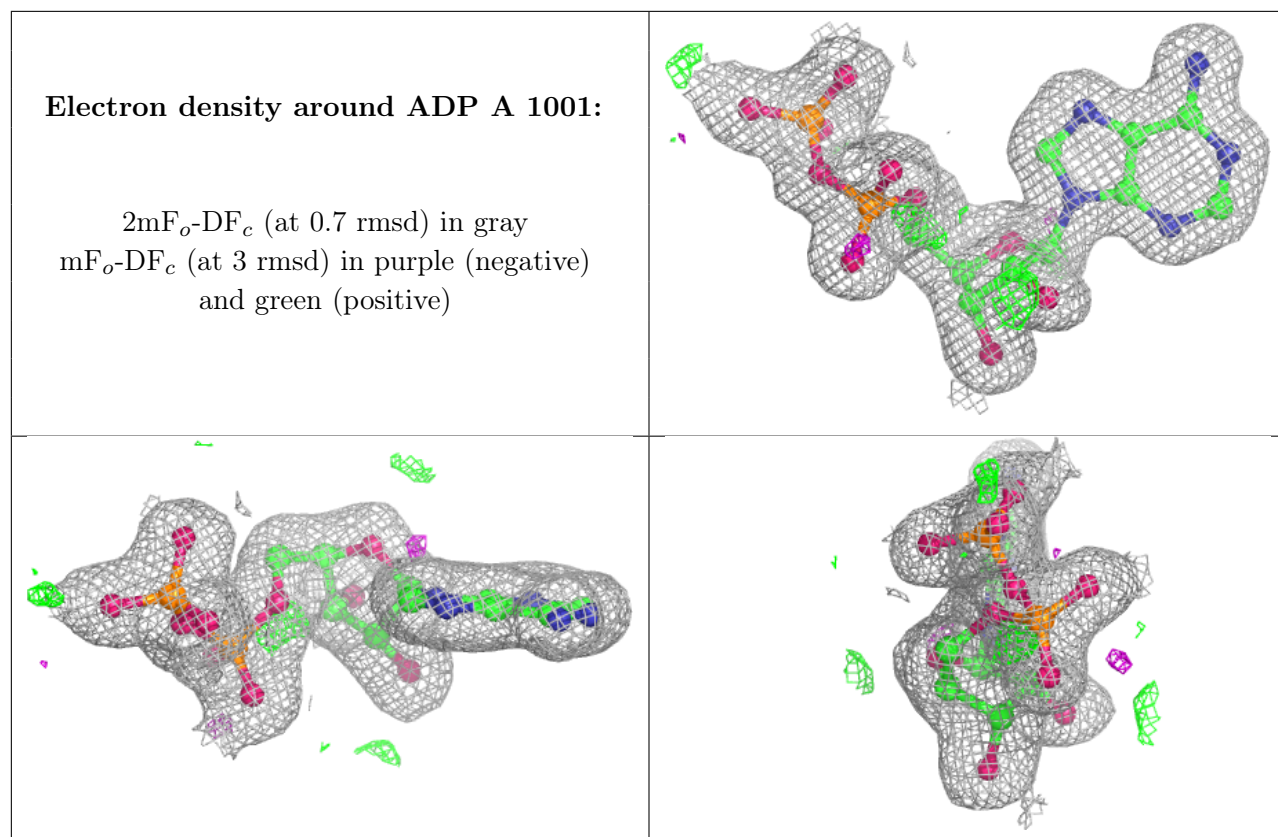 Electron density around ADP A 1001:
2mFo-DFc (at 0.7 rmsd) in gray
mFo-DFc (at 3 rmsd) in purple (negative)
and green (positive)